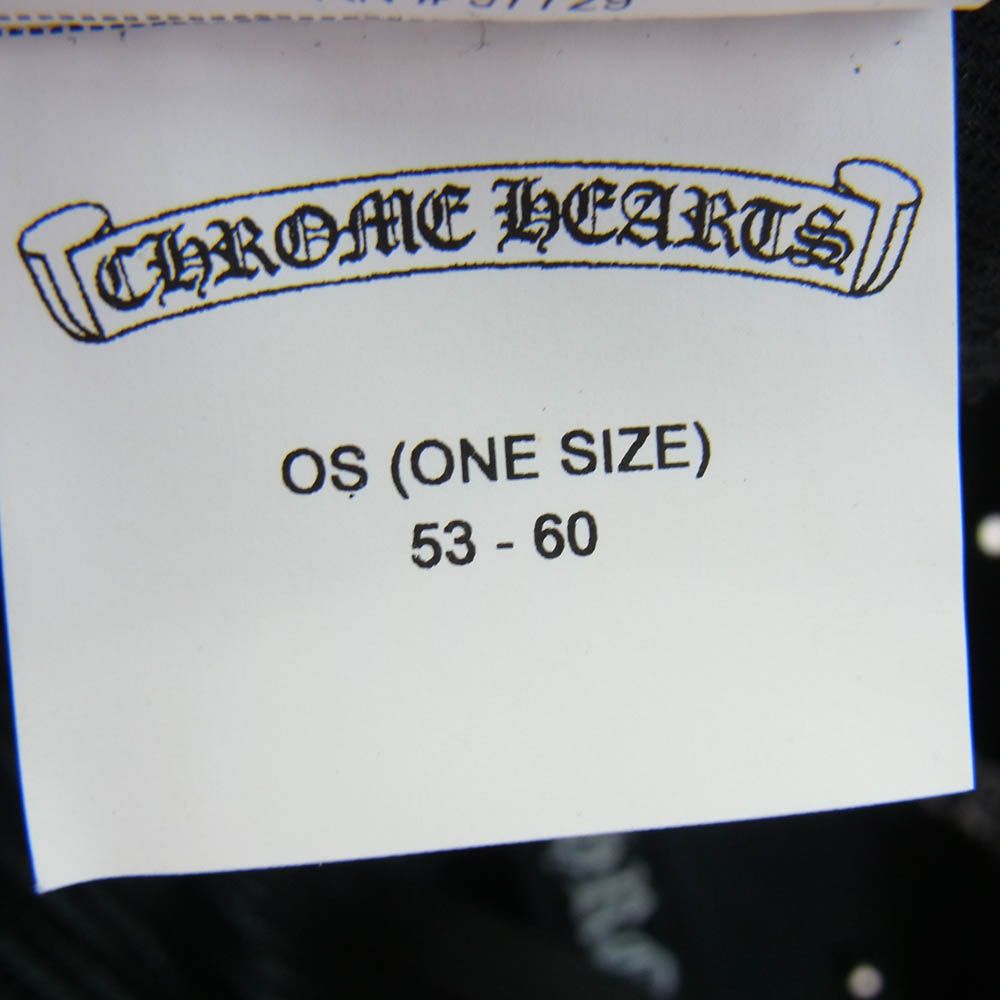 CHROME HEARTS
OS (ONE SIZE)
53 - 60